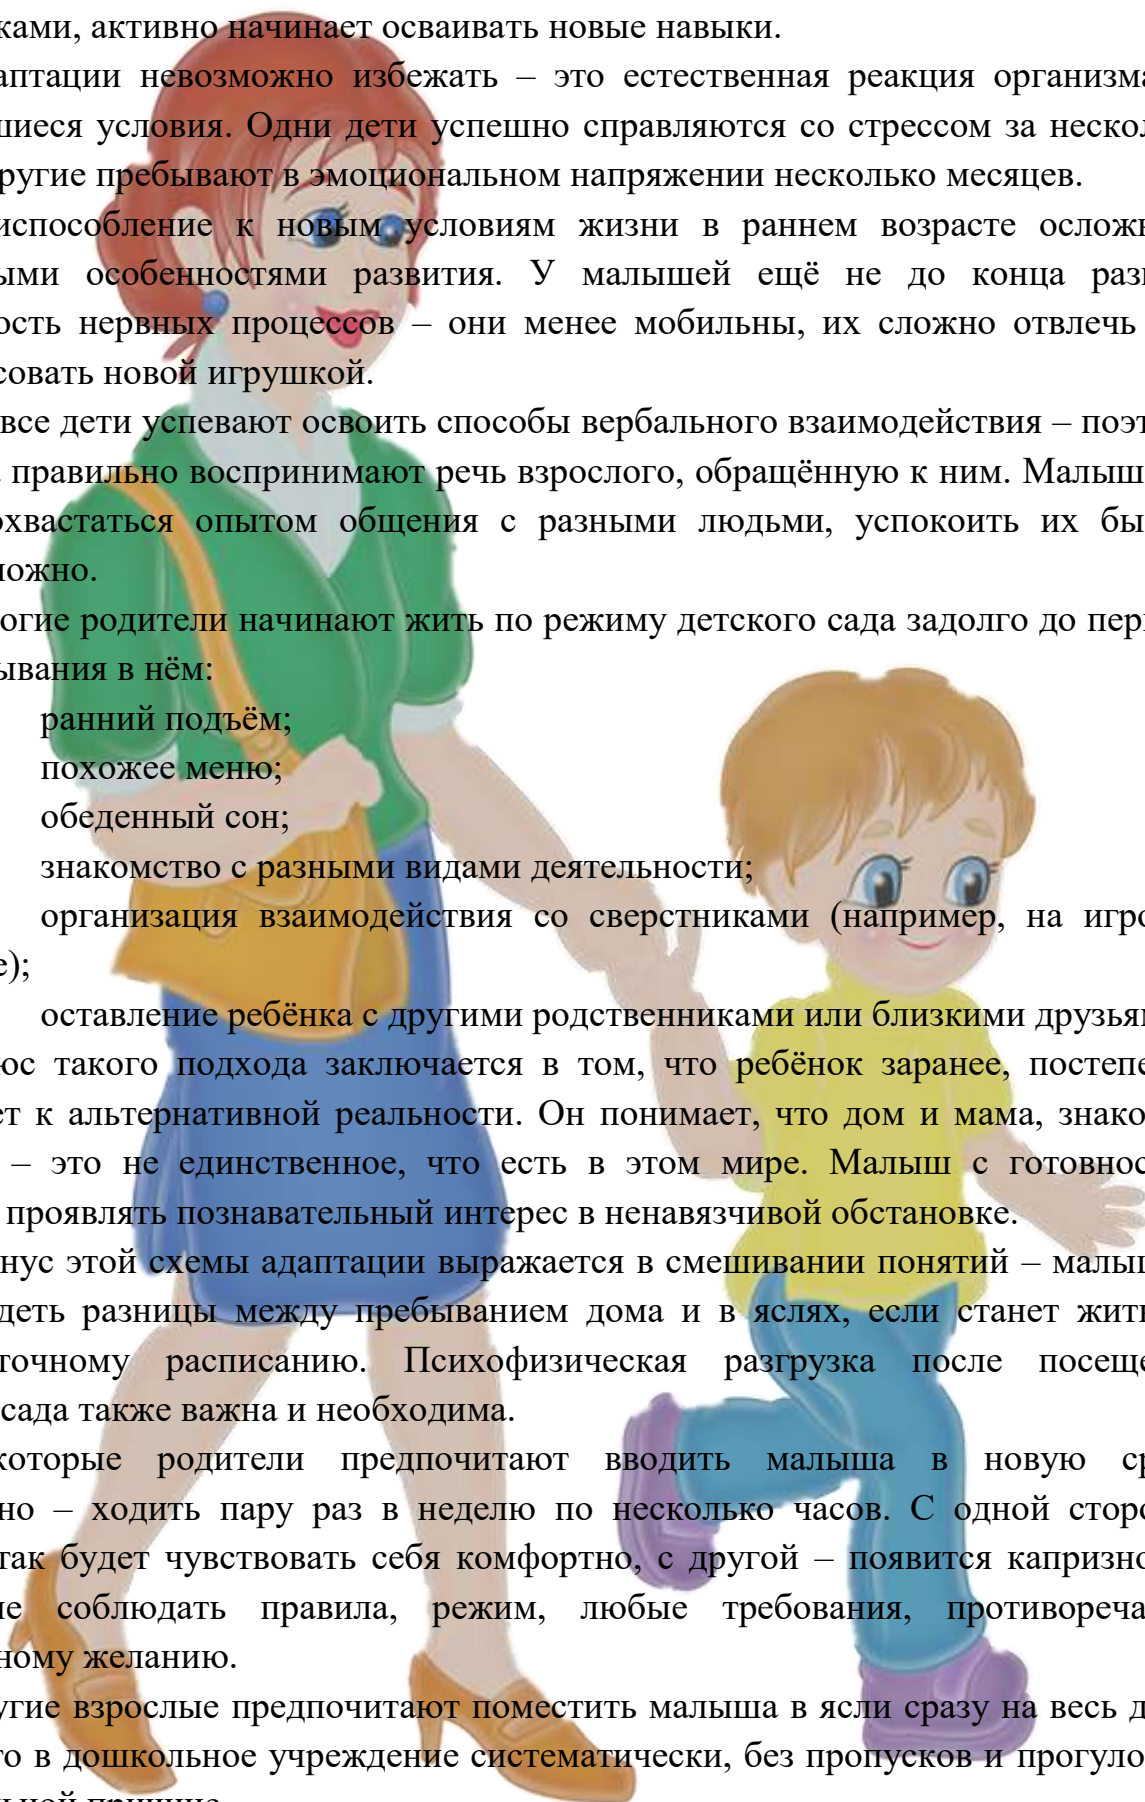 ками, активно начинает осваивать новые навыки.
аптации невозможно избежать – это естественная реакция организма
шиеся условия. Одни дети успешно справляются со стрессом за нескол
ругие пребывают в эмоциональном напряжении несколько месяцев.
испособление к новым условиям жизни в раннем возрасте осложн
ыми особенностями развития. У малышей ещё не до конца разв
ость нервных процессов – они менее мобильны, их сложно отвлечь
совать новой игрушкой.
все дети успевают освоить способы вербального взаимодействия – поэт
правильно воспринимают речь взрослого, обращённую к ним. Малыш
охвастаться опытом общения с разными людьми, успокоить их бы
можно.
огие родители начинают жить по режиму детского сада задолго до перв
ывания в нём:
ранний подъём;
похожее меню;
обеденный сон;
знакомство с разными видами деятельности;
организация взаимодействия со сверстниками (например, на игро
е);
оставление ребёнка с другими родственниками или близкими друзьям
юс такого подхода заключается в том, что ребёнок заранее, постепе
ет к альтернативной реальности. Он понимает, что дом и мама, знако
– это не единственное, что есть в этом мире. Малыш с готовнос
проявлять познавательный интерес в ненавязчивой обстановке.
нус этой схемы адаптации выражается в смешивании понятий – малыш
деть разницы между пребыванием дома и в яслях, если станет жить
точному расписанию. Психофизическая разгрузка после посеще
сада также важна и необходима.
которые родители предпочитают вводить малыша в новую ср
но – ходить пару раз в неделю по несколько часов. С одной сторо
так будет чувствовать себя комфортно, с другой – появится капризно
ие соблюдать правила, режим, любые требования, противореча
ному желанию.
угие взрослые предпочитают поместить малыша в ясли сразу на весь д
го в дошкольное учреждение систематически, без пропусков и прогуло